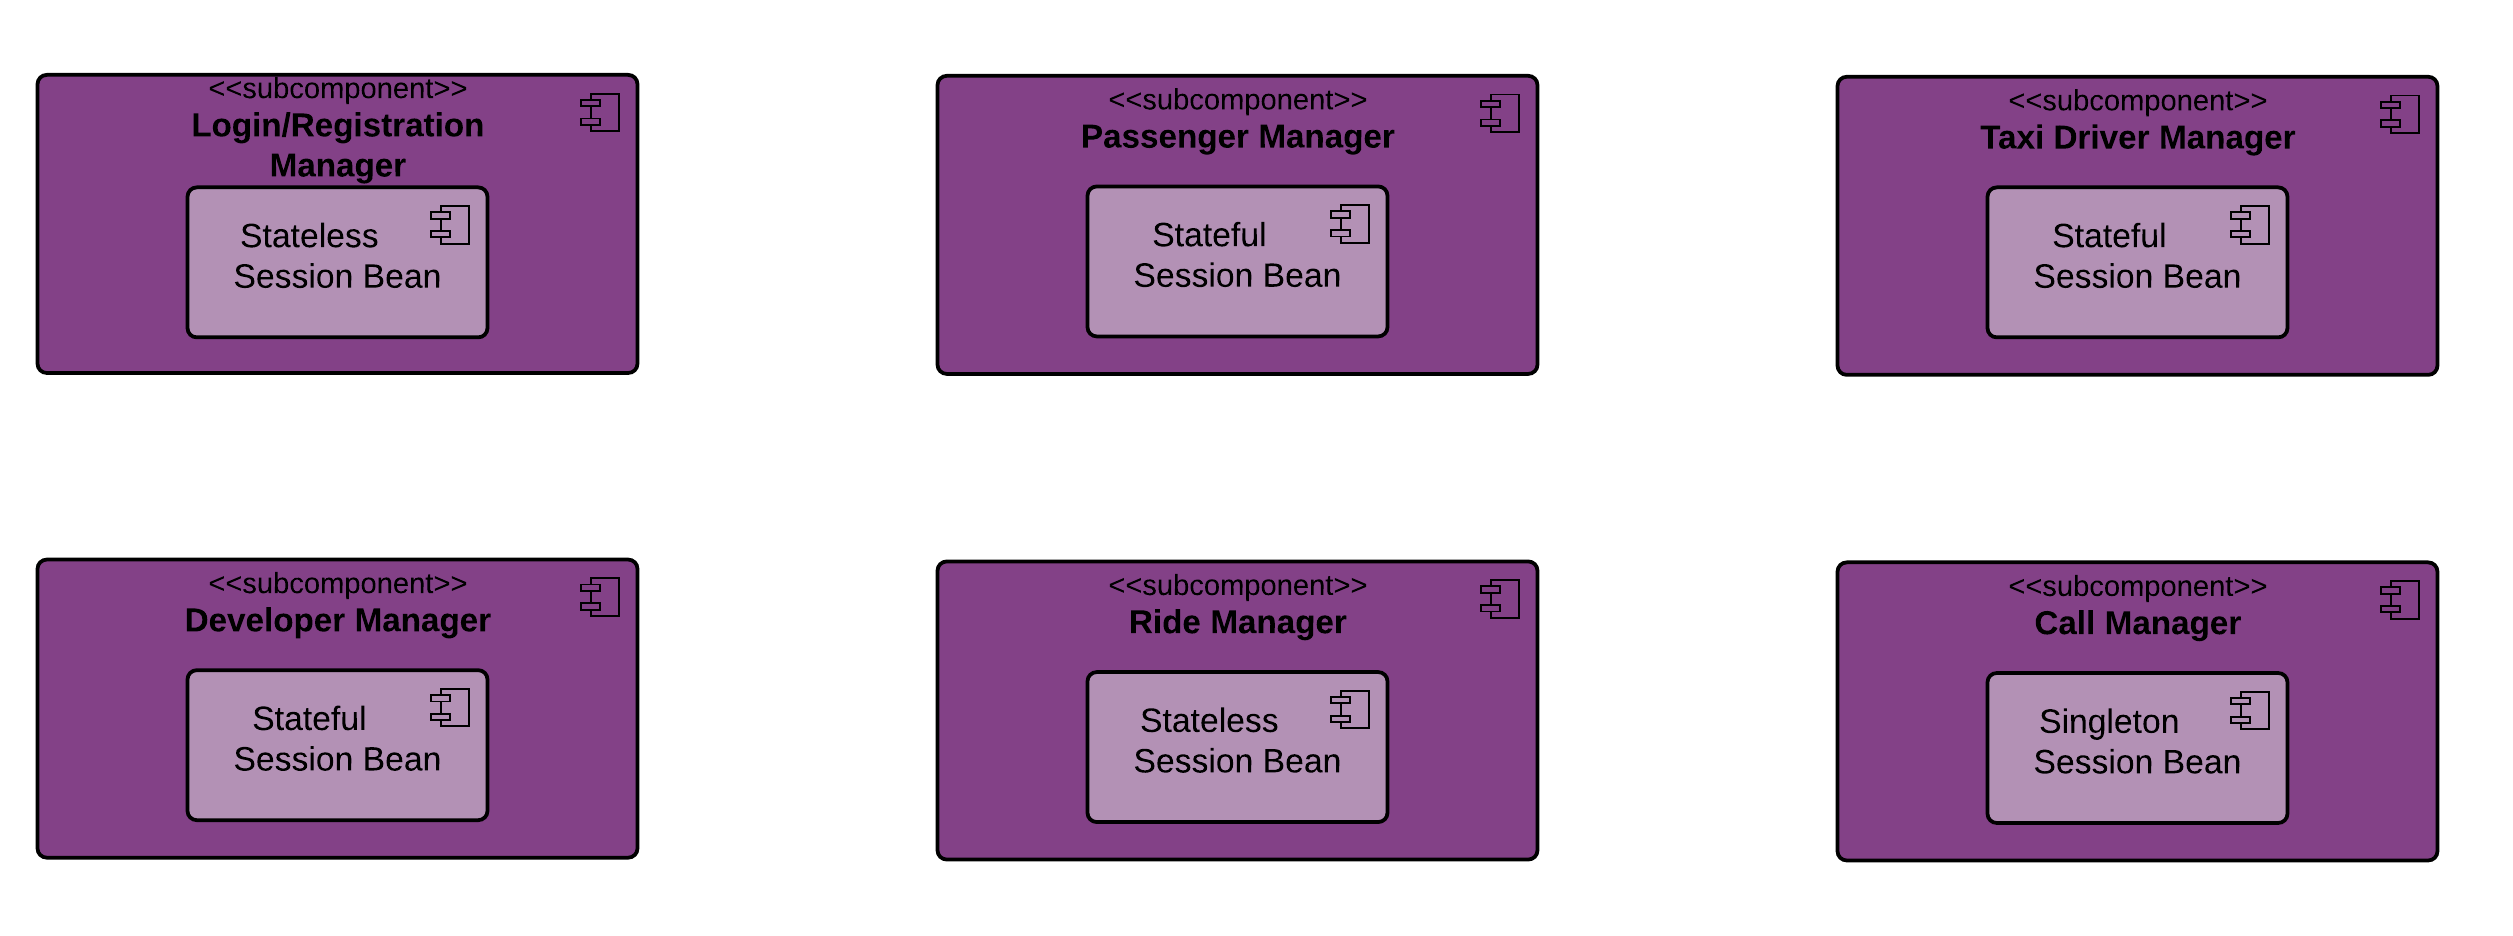 <<subcomponent>>
Login/Registration
Manager
Stateless
Session Bean
<<subcomponent>>
Passenger Manager
Stateful
Session Bean
<<subcomponent>>
Taxi Driver Manager
Stateful
Session Bean
<<subcomponent>>
Developer Manager
Stateful
Session Bean
<<subcomponent>>
Ride Manager
Stateless
Session Bean
<<subcomponent>>
Call Manager
Singleton
Session Bean